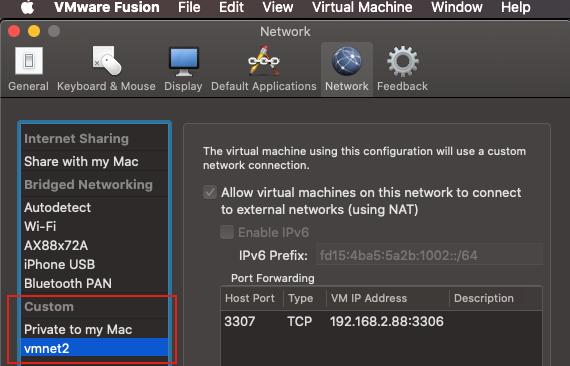 VMware Fusion File Edit View Virtual Machine Window Help
Network
General Keyboard & Mouse Display Default Applications Network Feedback
Internet Sharing
Share with my Mac
Bridged Networking
Autodetect
Wi-Fi
AX88x72A
iPhone USB
Bluetooth PAN
Custom
Private to my Mac
vmnet2
The virtual machine using this configuration will use a custom
network connection.
Allow virtual machines on this network to connect
to external networks (using NAT)
Enable IPv6
IPv6 Prefix: fd15:4ba5:5a2b:1002::/64
Port Forwarding
Host Port Type VM IP Address Description
3307 TCP 192.168.2.88:3306